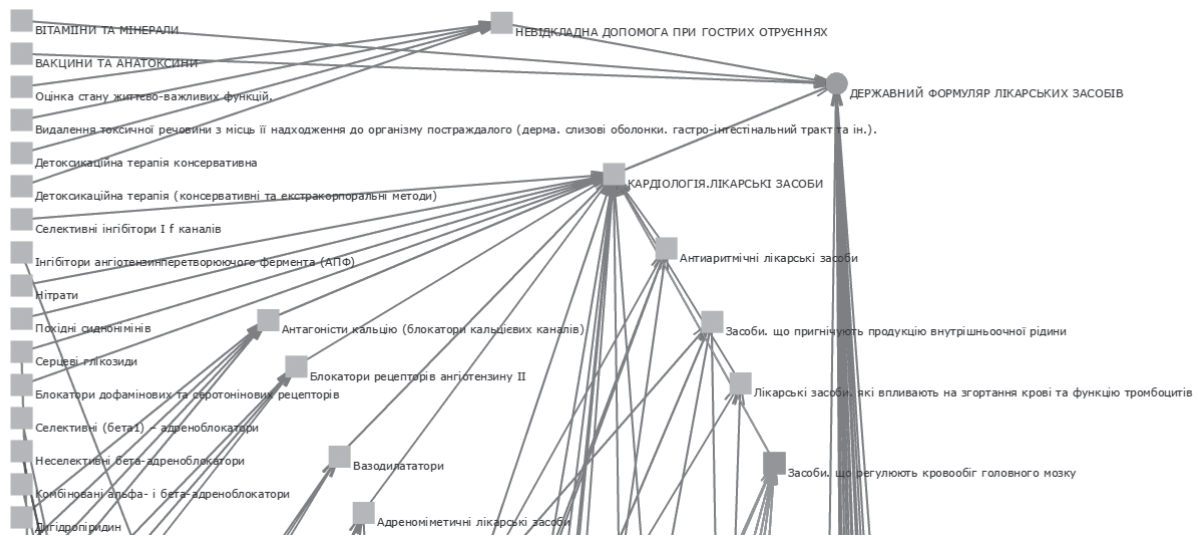 ВІТАМІНИ ТА МІНЕРАЛИ
НЕВІДКЛАДНА ДОПОМОГА ПРИ ГОСТРИХ ОТРУЄННЯХ
ВАКЦИНИ ТА АНАТОКСИНИ
Оцінка стану життєво-важливих функцій.
ДЕРЖАВНИЙ ФОРМУЛЯР ЛІКАРСЬКИХ ЗАСОБІВ
Видалення токсичної речовини з місць її надходження до організму постраждалого (дерма. слизові оболонки. гастро-інтестінальний тракт та ін.).
Детоксикаційна терапія консервативна
Детоксикаційна терапія (консервативні та екстракорпоральні методи)
КАРДІОЛОГІЯ.ЛІКАРСЬКІ ЗАСОБИ
Селективні інгібітори I f каналів
Інгібітори ангіотензинперетворюючого фермента (АПФ)
Антиаритмічні лікарські засоби
Нітрати
Похідні сиднонімінів
Антагоністи кальцію (блокатори кальцієвих каналів)
Засоби. що пригнічують продукцію внутрішньоочної рідини
Серцеві глікозиди
Блокатори рецепторів ангіотензину II
Блокатори дофамінових та серотонінових рецепторів
Лікарські засоби. які впливають на згортання крові та функцію тромбоцитів
Селективні (бета1) – адреноблокатори
Неселективні бета-адреноблокатори
Вазодилататори
Засоби. що регулюють кровообіг головного мозку
Комбіновані альфа- і бета-адреноблокатори
Дигідропіридин
Адреноміметичні лікарські засоби